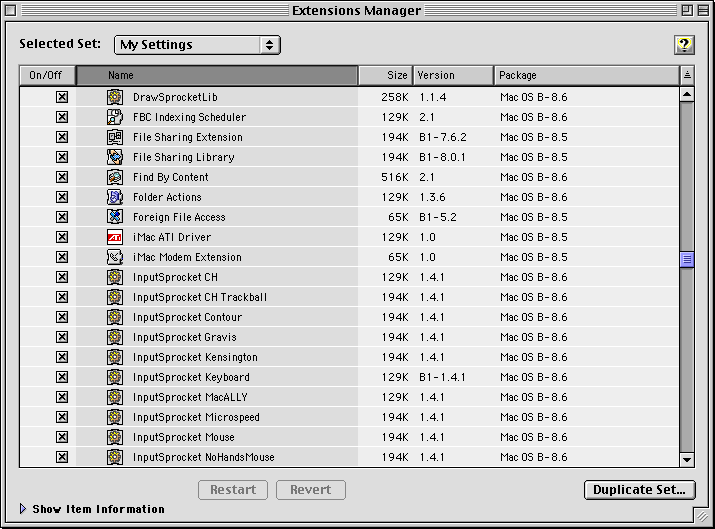 Extensions Manager
Selected Set: My Settings
?
On/Off Name Size Version Package
DrawSprocketLib 258K 1.1.4 Mac OS B-8.6
FBC Indexing Scheduler 129K 2.1 Mac OS B-8.6
File Sharing Extension 194K B1-7.6.2 Mac OS B-8.5
File Sharing Library 194K B1-8.0.1 Mac OS B-8.5
Find By Content 516K 2.1 Mac OS B-8.6
Folder Actions 129K 1.3.6 Mac OS B-8.6
Foreign File Access 65K B1-5.2 Mac OS B-8.5
ATI iMac ATI Driver 129K 1.0 Mac OS B-8.5
iMac Modem Extension 65K 1.0 Mac OS B-8.5
InputSprocket CH 129K 1.4.1 Mac OS B-8.6
InputSprocket CH Trackball 194K 1.4.1 Mac OS B-8.6
InputSprocket Contour 194K 1.4.1 Mac OS B-8.6
InputSprocket Gravis 194K 1.4.1 Mac OS B-8.6
InputSprocket Kensington 194K 1.4.1 Mac OS B-8.6
InputSprocket Keyboard 129K B1-1.4.1 Mac OS B-8.6
InputSprocket MacALLY 129K 1.4.1 Mac OS B-8.6
InputSprocket Microspeed 194K 1.4.1 Mac OS B-8.6
InputSprocket Mouse 194K 1.4.1 Mac OS B-8.6
InputSprocket NoHandsMouse 194K 1.4.1 Mac OS B-8.6
Restart Revert Duplicate Set...
Show Item Information